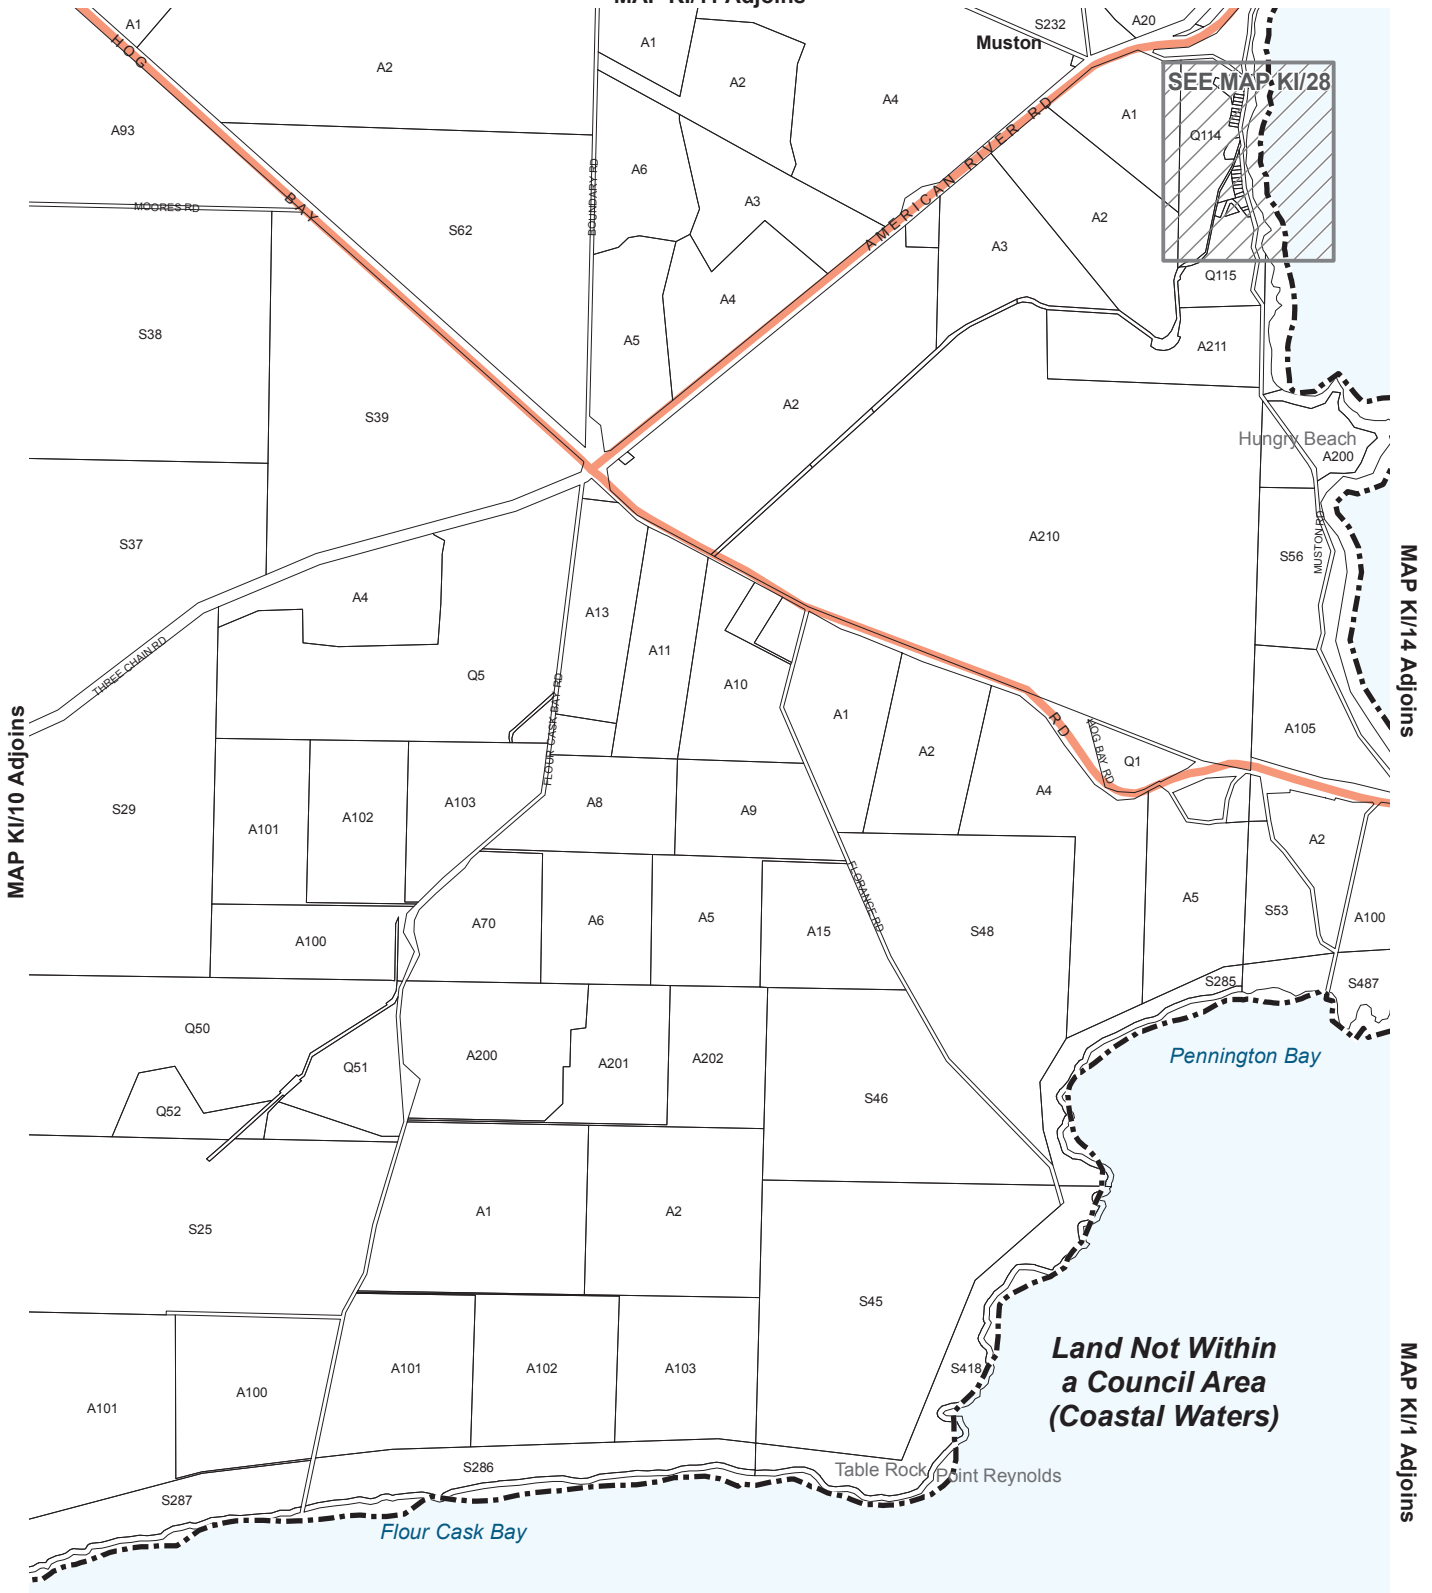 MAP KI/11 Adjoins
A1
S232
A20
Muston
A1
A2
A2
A4
SEE MAP KI/28
HOG
A93
A1
Q114
AMERICAN RIVER RD
BOUNDARY RD
A6
A3
MOORES RD
BAY
S62
A2
A3
Q115
A4
S38
A5
A211
A2
S39
Hungry Beach
A200
S37
A210
MUSTON RD
S56
MAP KI/14 Adjoins
A4
A13
THREE CHAIN RD
A11
Q5
A10
FLOUR CASK BAY RD
A1
RD
A105
A2
HOG BAY RD
Q1
MAP KI/10 Adjoins
S29
A101
A102
A103
A8
A9
A4
A2
FLORANCE RD
A5
S53
A100
A100
A70
A6
A5
A15
S48
S285
S487
Q50
Q51
A200
A201
A202
Pennington Bay
Q52
S46
S25
A1
A2
S45
Land Not Within
a Council Area
(Coastal Waters)
MAP KI/1 Adjoins
A101
A100
A101
A102
A103
S418
S286
Table Rock
Point Reynolds
S287
Flour Cask Bay